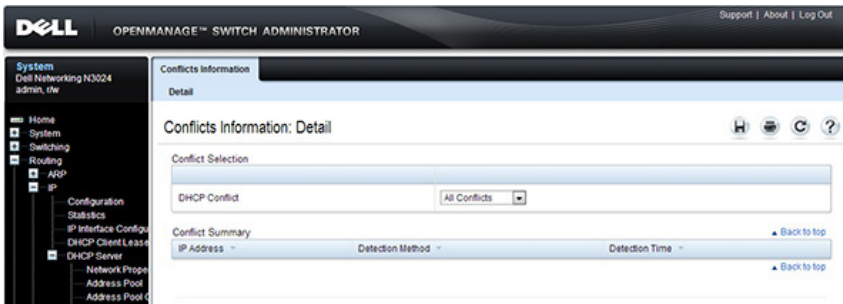 Support | About | Log Out
DELL OPENMANAGE™ SWITCH ADMINISTRATOR
System
Dell Networking N3024
admin, r/w
Home
System
Switching
Routing
ARP
IP
Configuration
Statistics
IP Interface Configu
DHCP Client Lease
DHCP Server
Network Prope
Address Pool
Address Pool
Conflicts Information
Detail
Conflicts Information: Detail
Conflict Selection
DHCP Conflict All Conflicts
Conflict Summary Back to top
IP Address Detection Method Detection Time
Back to top